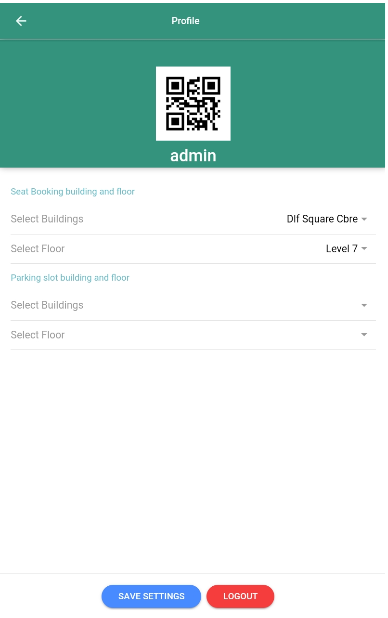 Profile
admin
Seat Booking building and floor
Select Buildings Dlf Square Cbre
Select Floor Level 7
Parking slot building and floor
Select Buildings
Select Floor
SAVE SETTINGS LOGOUT